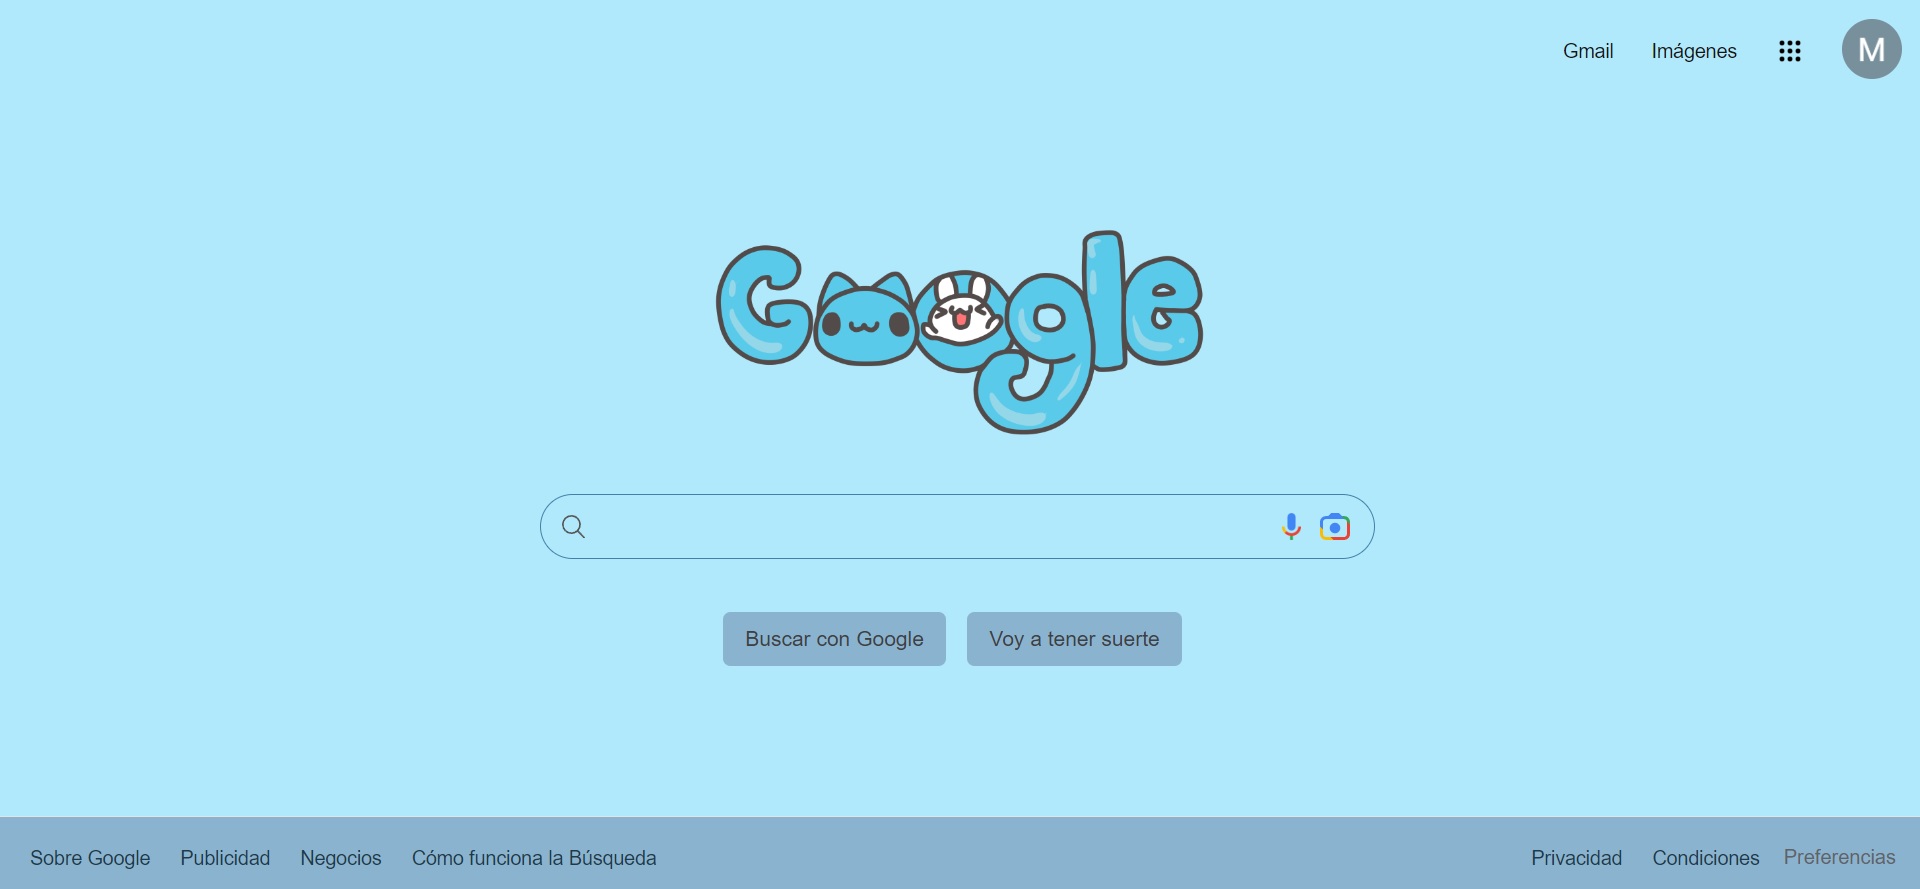 Gmail Imágenes M
Google
Buscar con Google Voy a tener suerte
Sobre Google Publicidad Negocios Cómo funciona la Búsqueda Privacidad Condiciones Preferencias